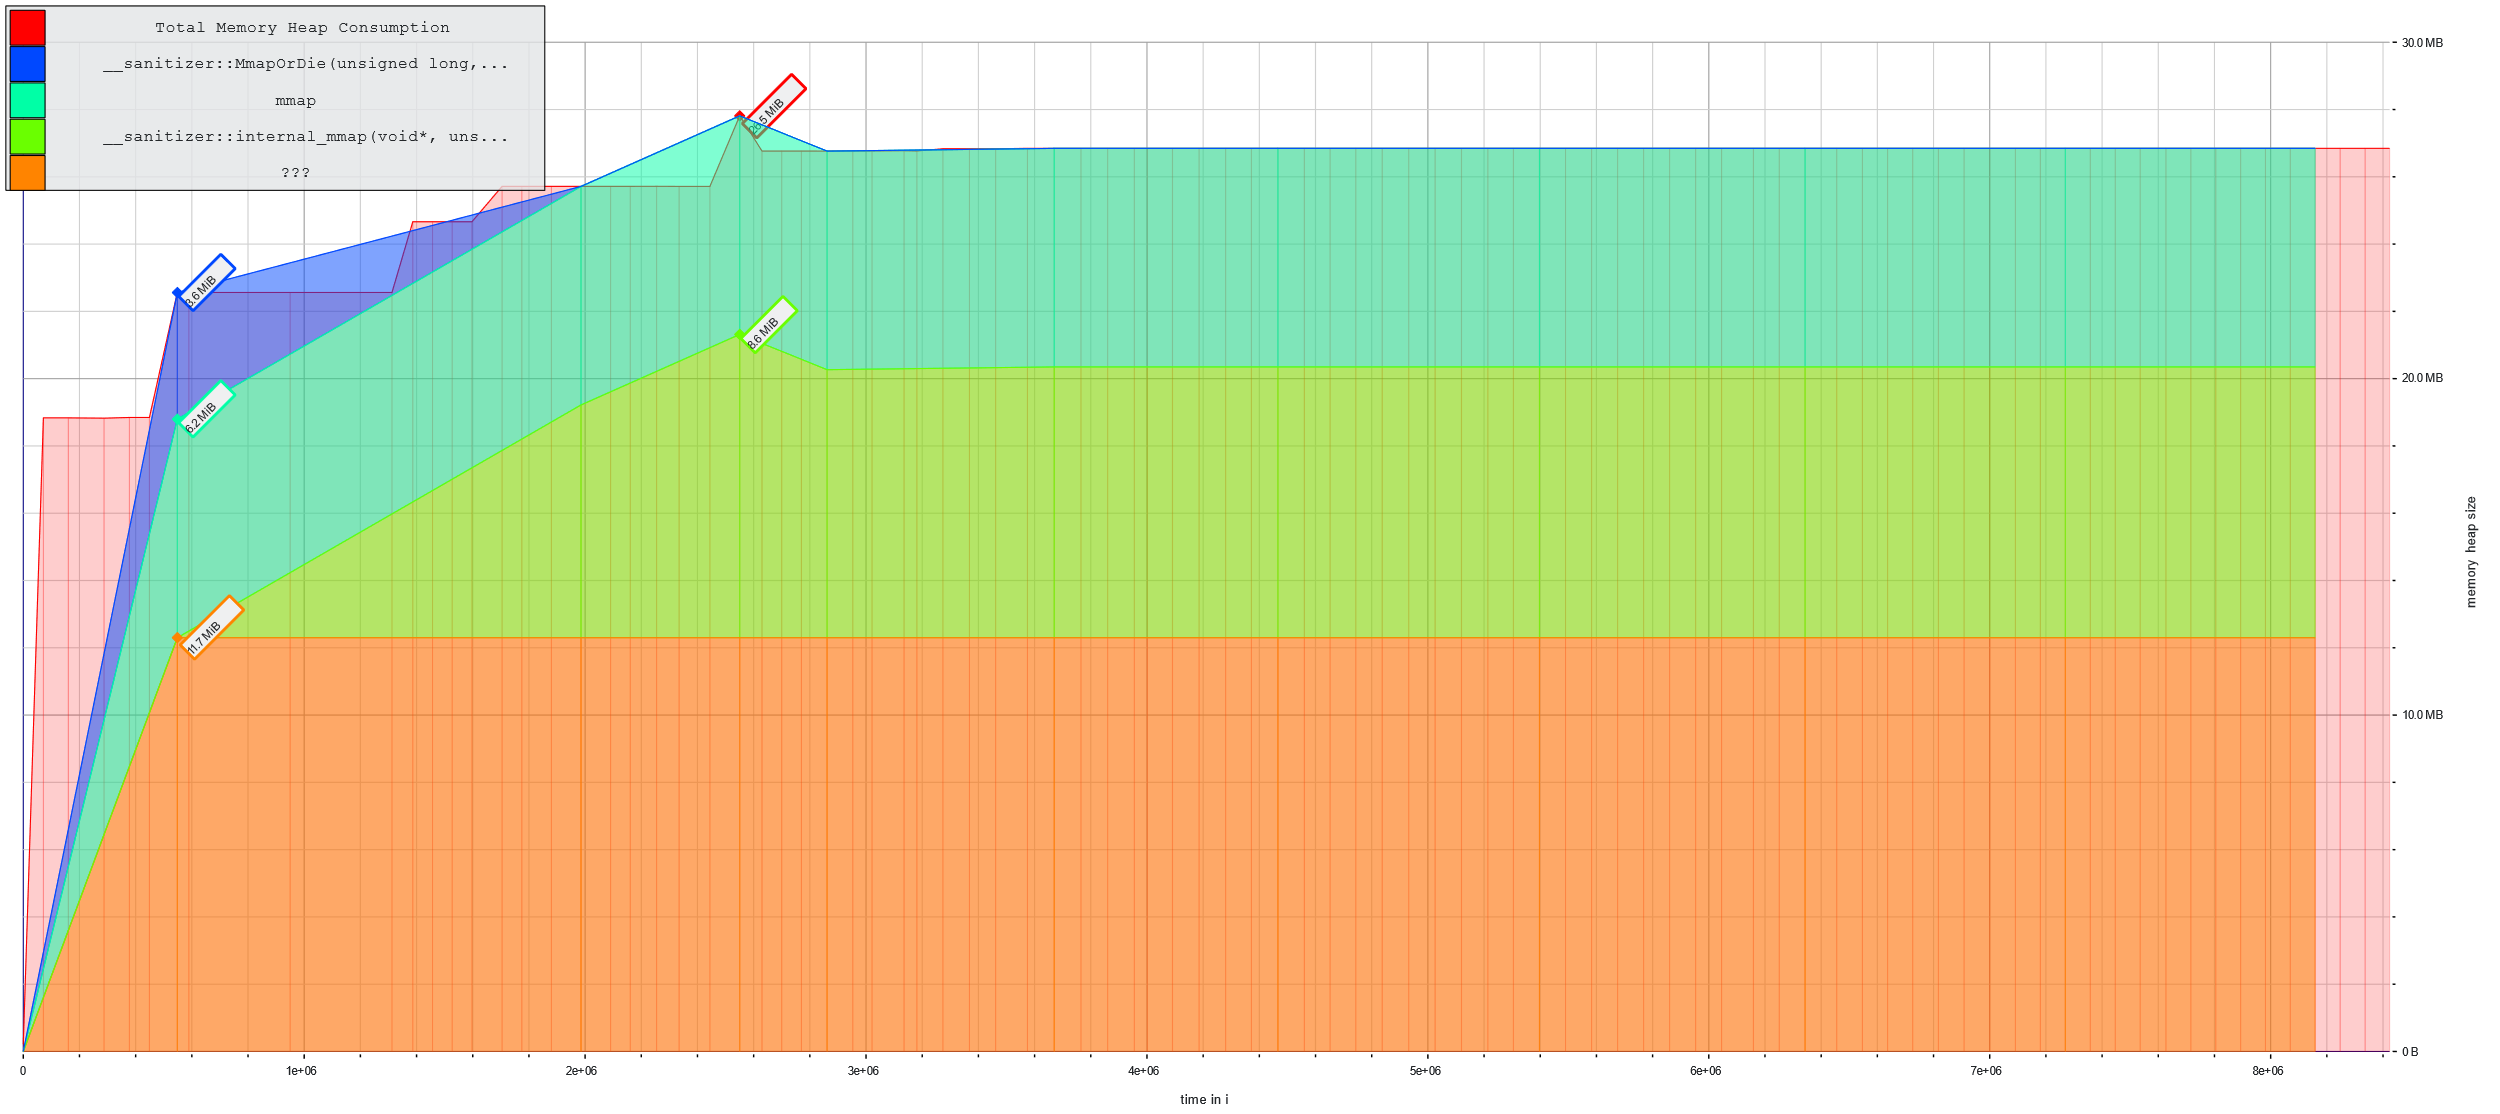 Total Memory Heap Consumption
__sanitizer::MmapOrDie(unsigned long,...
mmap
__sanitizer::internal_mmap(void*, uns...
???
26.5 MiB
3.6 MiB
6.2 MiB
8.6 MiB
11.7 MiB
30.0 MB
20.0 MB
10.0 MB
0 B
memory heap size
0
1e+06
2e+06
3e+06
4e+06
5e+06
6e+06
7e+06
8e+06
time in i